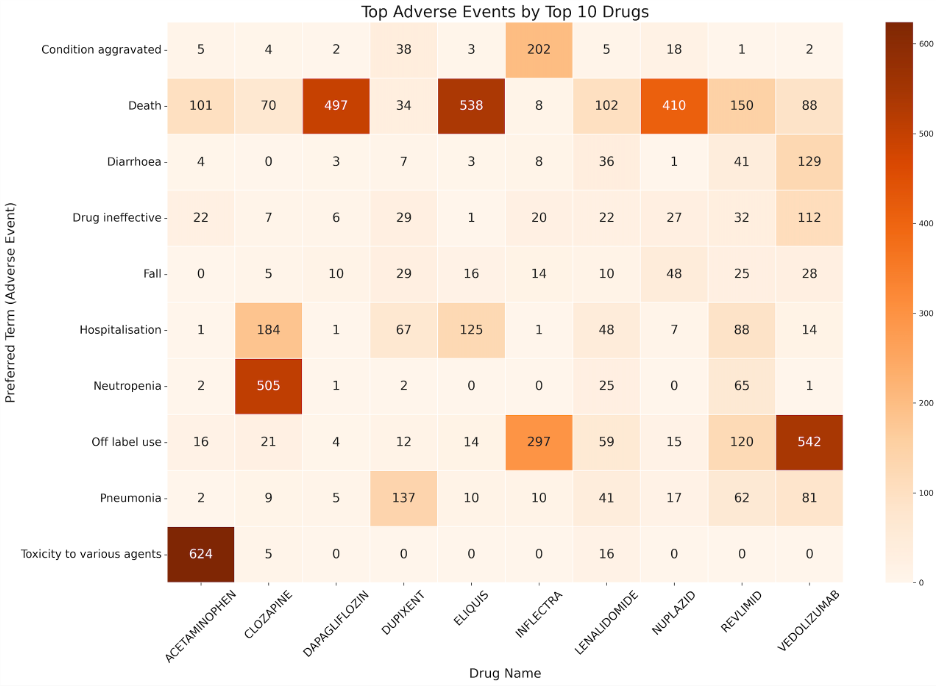 Top Adverse Events by Top 10 Drugs
Preferred Term (Adverse Event)
Condition aggravated 5 4 2 38 3 202 5 18 1 2
Death 101 70 497 34 538 8 102 410 150 88
Diarrhoea 4 0 3 7 3 8 36 1 41 129
Drug ineffective 22 7 6 29 1 20 22 27 32 112
Fall 0 5 10 29 16 14 10 48 25 28
Hospitalisation 1 184 1 67 125 1 48 7 88 14
Neutropenia 2 505 1 2 0 0 25 0 65 1
Off label use 16 21 4 12 14 297 59 15 120 542
Pneumonia 2 9 5 137 10 10 41 17 62 81
Toxicity to various agents 624 5 0 0 0 0 16 0 0 0
ACETAMINOPHEN CLOZAPINE DAPAGLIFLOZIN DUPIXENT ELIQUIS INFLECTRA LENALIDOMIDE NUPLAZID REVLIMID VEDOLIZUMAB
Drug Name
600
500
400
300
200
100
0